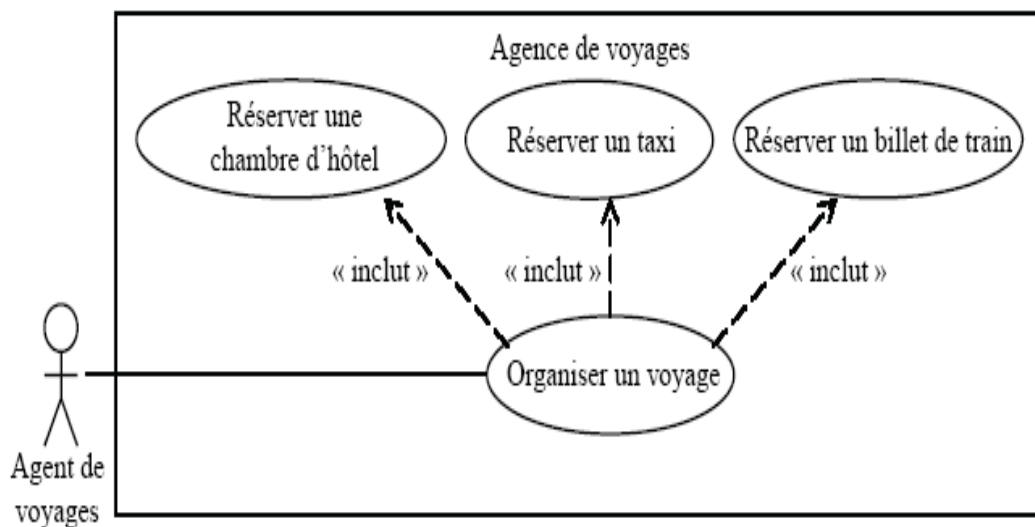 Agence de voyages
Réserver une
chambre d'hôtel
Réserver un taxi
Réserver un billet de train
« inclut »
« inclut »
« inclut »
Organiser un voyage
Agent de
voyages